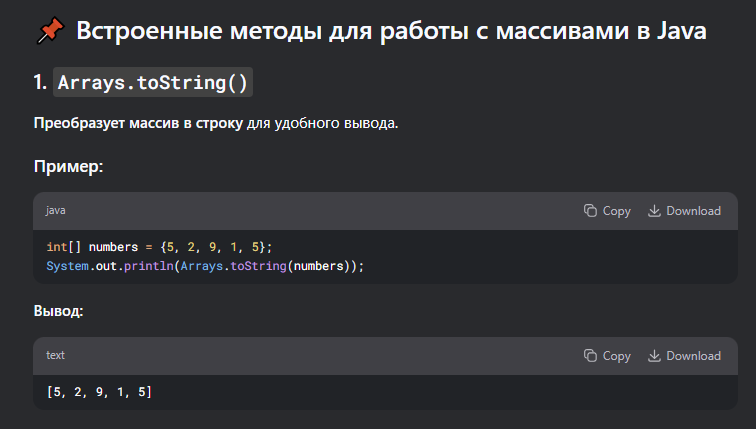 📌 Встроенные методы для работы с массивами в Java
1. Arrays.toString()
Преобразует массив в строку для удобного вывода.
Пример:
java Copy Download
int[] numbers = {5, 2, 9, 1, 5};
System.out.println(Arrays.toString(numbers));
Вывод:
text Copy Download
[5, 2, 9, 1, 5]